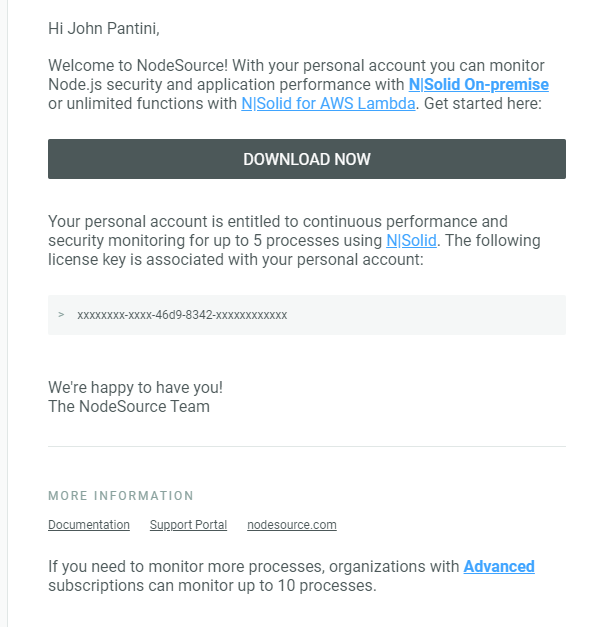 Hi John Pantini,
Welcome to NodeSource! With your personal account you can monitor
Node.js security and application performance with N|Solid On-premise
or unlimited functions with N|Solid for AWS Lambda. Get started here:
DOWNLOAD NOW
Your personal account is entitled to continuous performance and
security monitoring for up to 5 processes using N|Solid. The following
license key is associated with your personal account:
> xxxxxxxx-xxxx-46d9-8342-xxxxxxxxxxxx
We're happy to have you!
The NodeSource Team
MORE INFORMATION
Documentation Support Portal nodesource.com
If you need to monitor more processes, organizations with Advanced
subscriptions can monitor up to 10 processes.